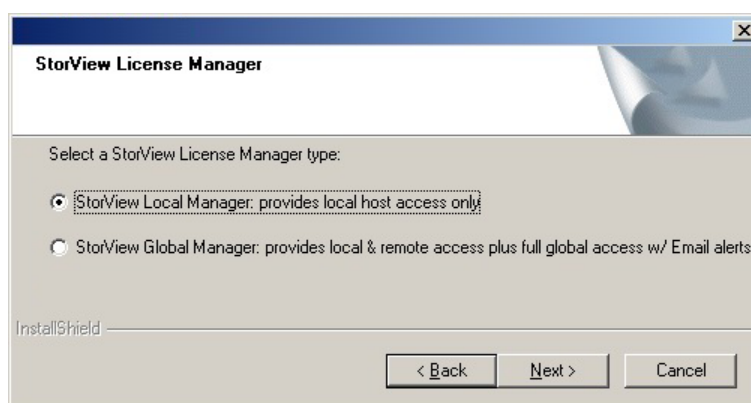 StorView License Manager
Select a StorView License Manager type:
StorView Local Manager: provides local host access only
StorView Global Manager: provides local & remote access plus full global access w/ Email alerts
InstallShield
< Back Next > Cancel